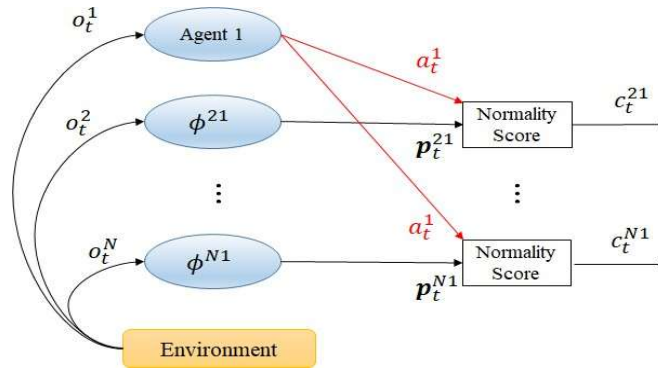 o_t^1
Agent 1
a_t^1
c_t^{21}
o_t^2
ϕ^{21}
Normality
Score
p_t^{21}
⋮
⋮
a_t^1
o_t^N
ϕ^{N1}
Normality
Score
c_t^{N1}
p_t^{N1}
Environment